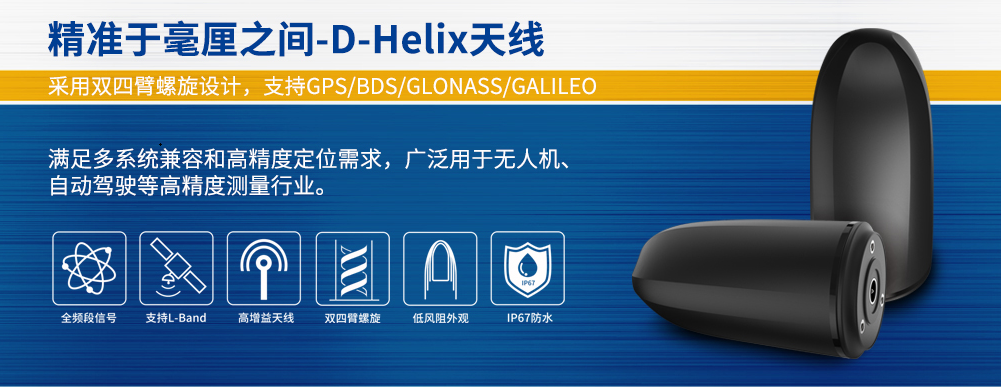 精准于毫厘之间-D-Helix天线
采用双四臂螺旋设计，支持GPS/BDS/GLONASS/GALILEO
满足多系统兼容和高精度定位需求，广泛用于无人机、
自动驾驶等高精度测量行业。
IP67
全频段信号 支持L-Band 高增益天线 双四臂螺旋 低风阻外观 IP67防水